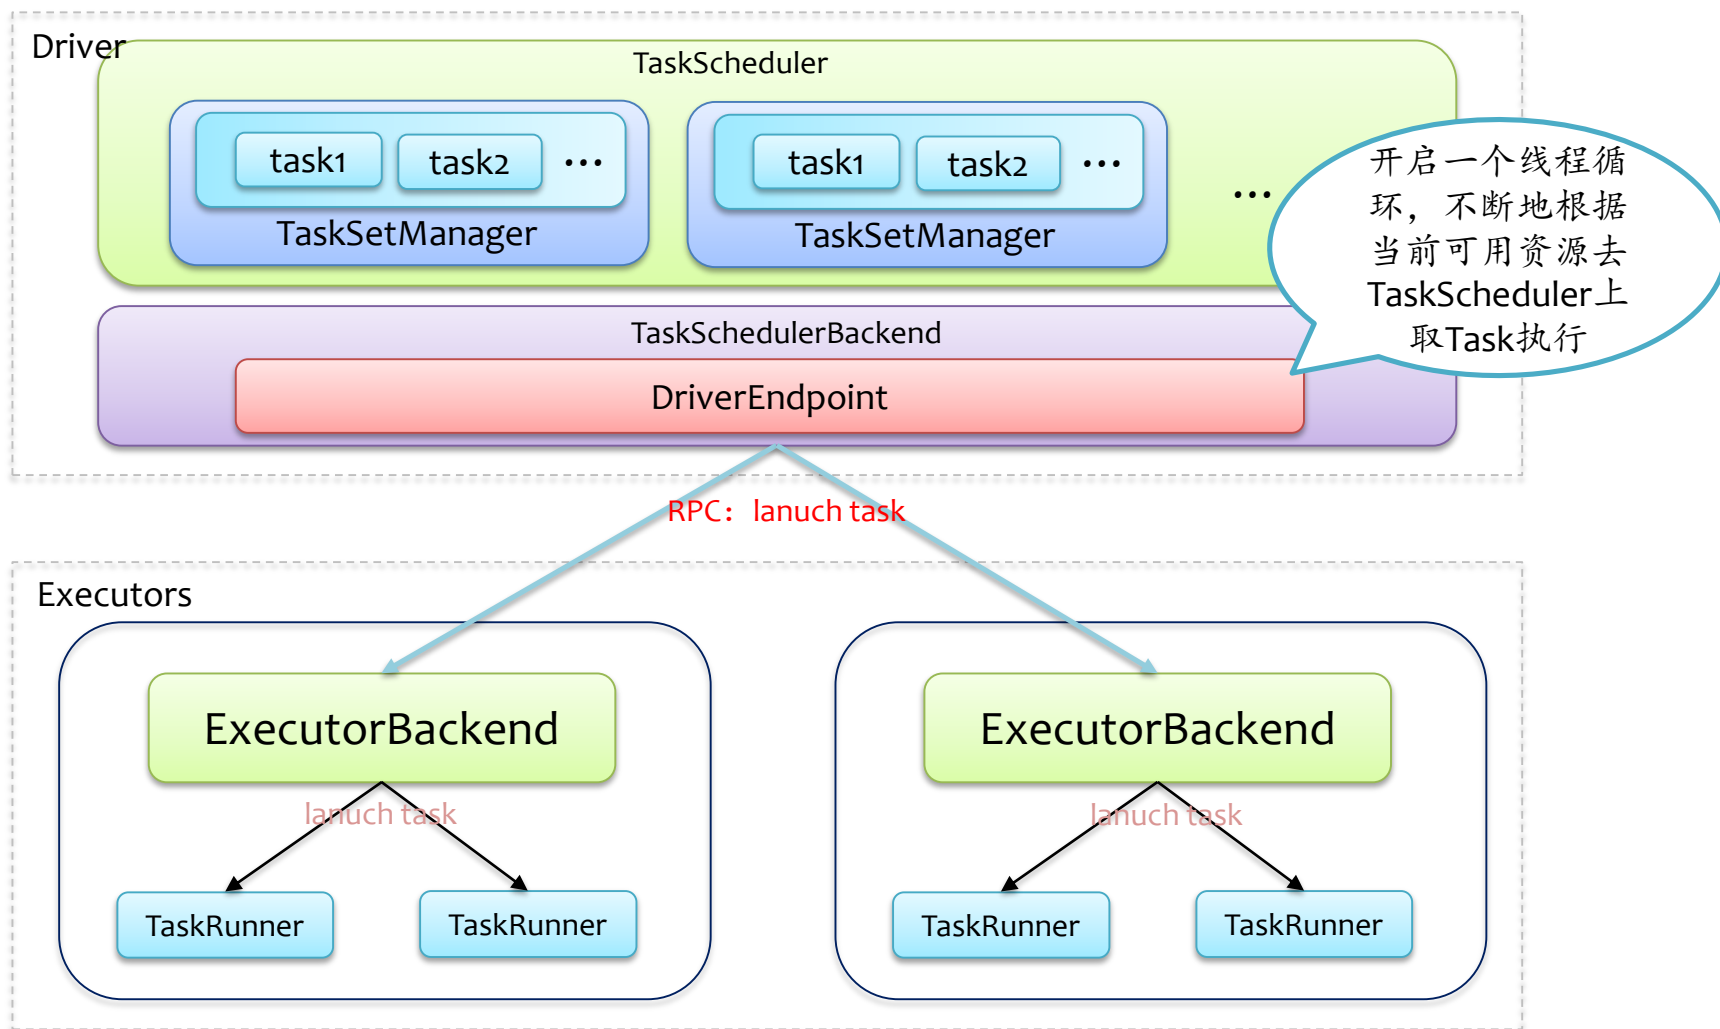 Driver
TaskScheduler
task1
task2
...
TaskSetManager
task1
task2
...
TaskSetManager
...
开启一个线程循
环，不断地根据
当前可用资源去
TaskScheduler上
取Task执行
TaskSchedulerBackend
DriverEndpoint
RPC：lanuch task
Executors
ExecutorBackend
lanuch task
TaskRunner
TaskRunner
ExecutorBackend
lanuch task
TaskRunner
TaskRunner